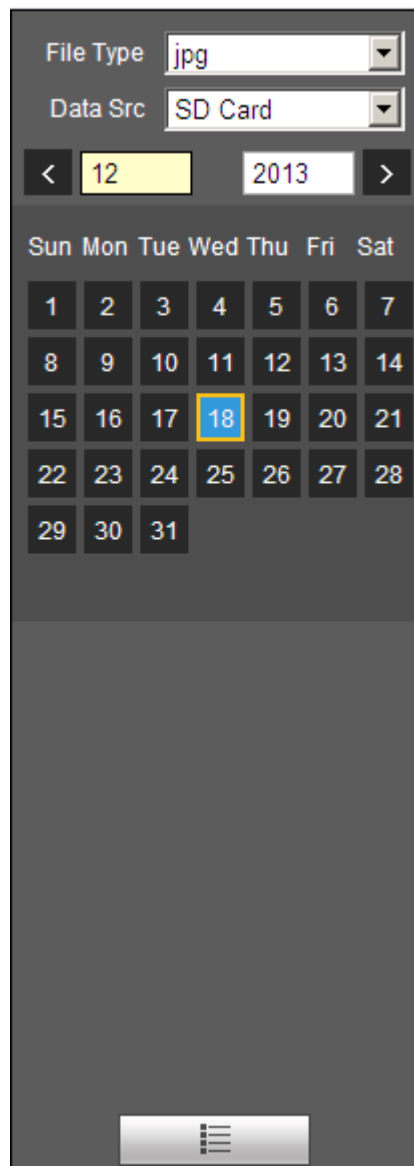 File Type jpg
Data Src SD Card
< 12 2013 >
Sun Mon Tue Wed Thu Fri Sat
1 2 3 4 5 6 7
8 9 10 11 12 13 14
15 16 17 18 19 20 21
22 23 24 25 26 27 28
29 30 31